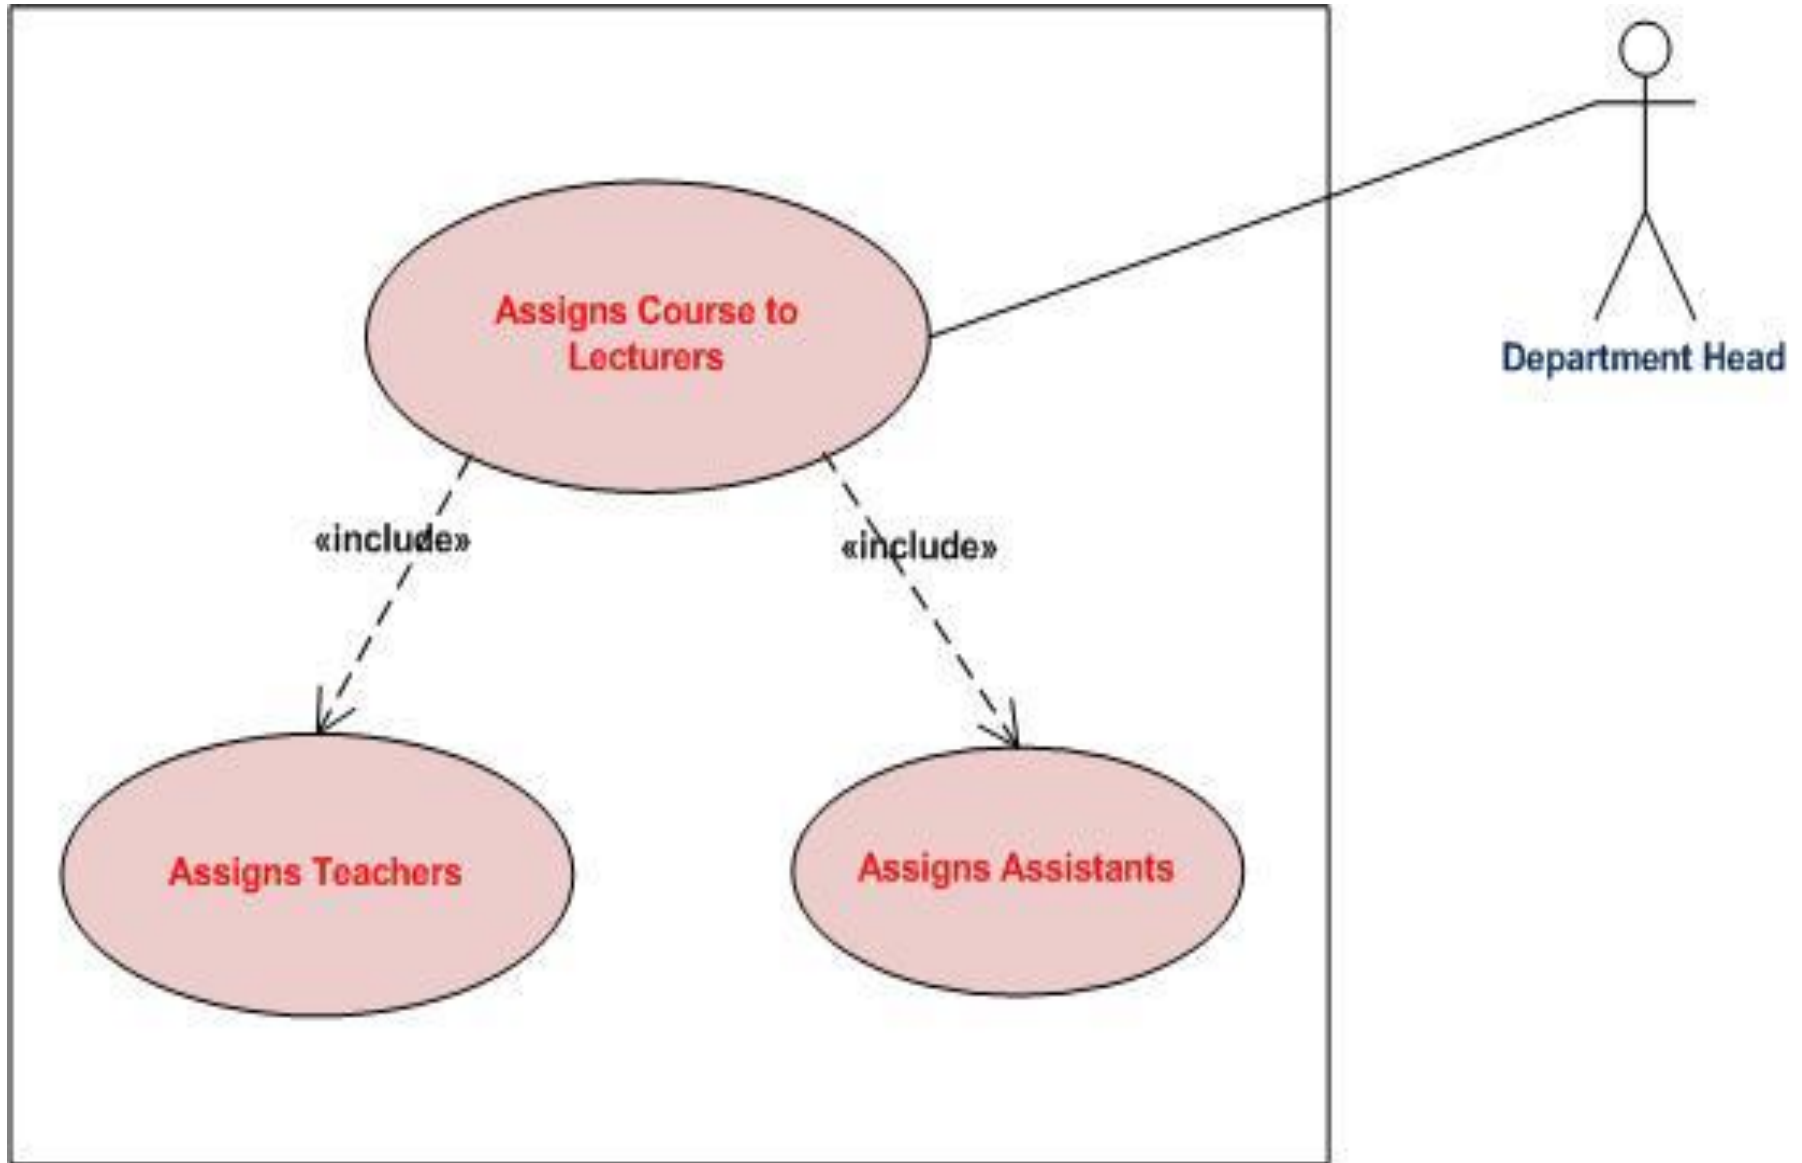 Assigns Course to
Lecturers
Department Head
«include»
«include»
Assigns Teachers
Assigns Assistants